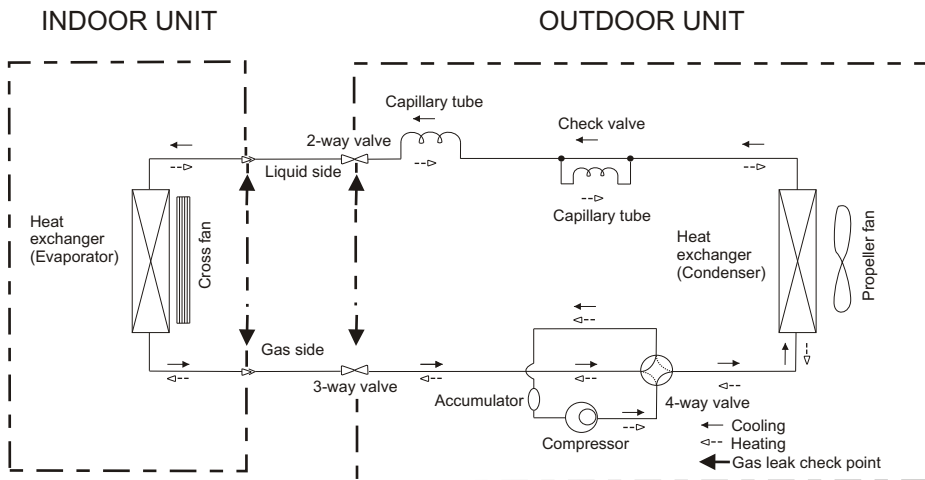 INDOOR UNIT
OUTDOOR UNIT
Capillary tube
2-way valve
Check valve
Liquid side
Capillary tube
Heat
exchanger
(Evaporator)
Cross fan
Heat
exchanger
(Condenser)
Propeller fan
Gas side
3-way valve
Accumulator
4-way valve
Compressor
Cooling
Heating
Gas leak check point